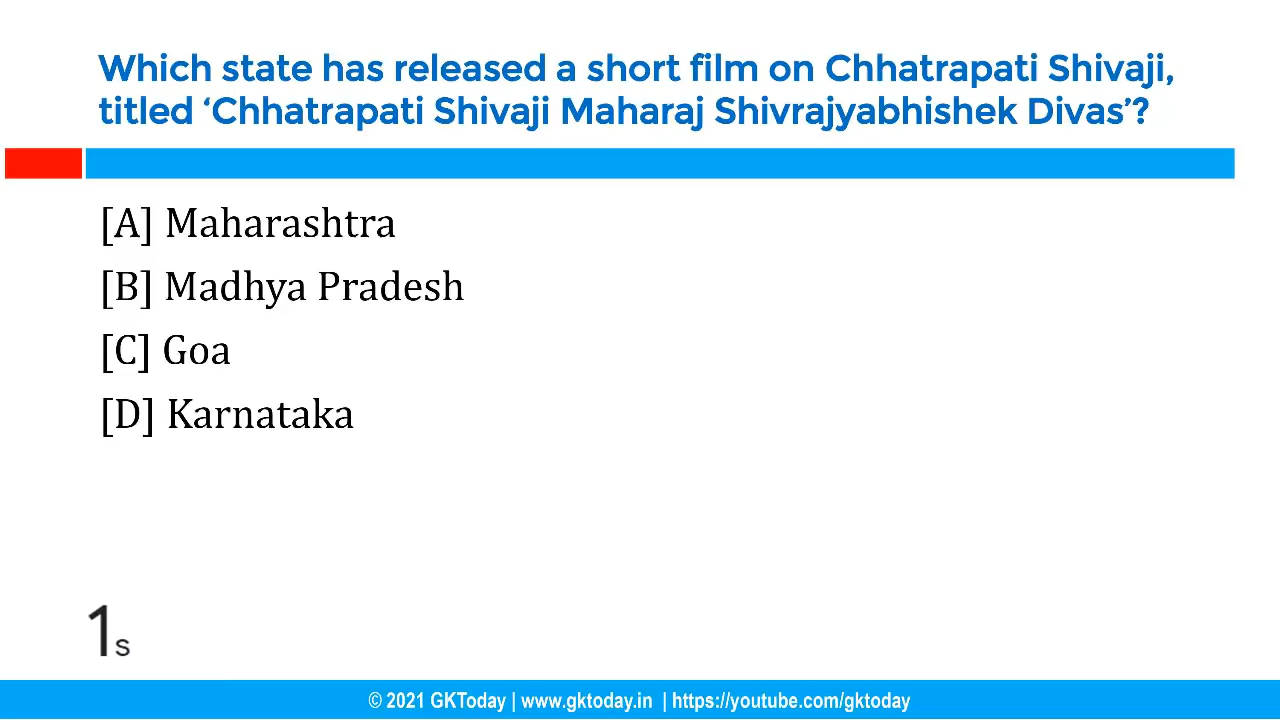 Which state has released a short film on Chhatrapati Shivaji,
titled ‘Chhatrapati Shivaji Maharaj Shivrajyabhishek Divas’?
[A] Maharashtra
[B] Madhya Pradesh
[C] Goa
[D] Karnataka
1s
© 2021 GKToday | www.gktoday.in | https://youtube.com/gktoday